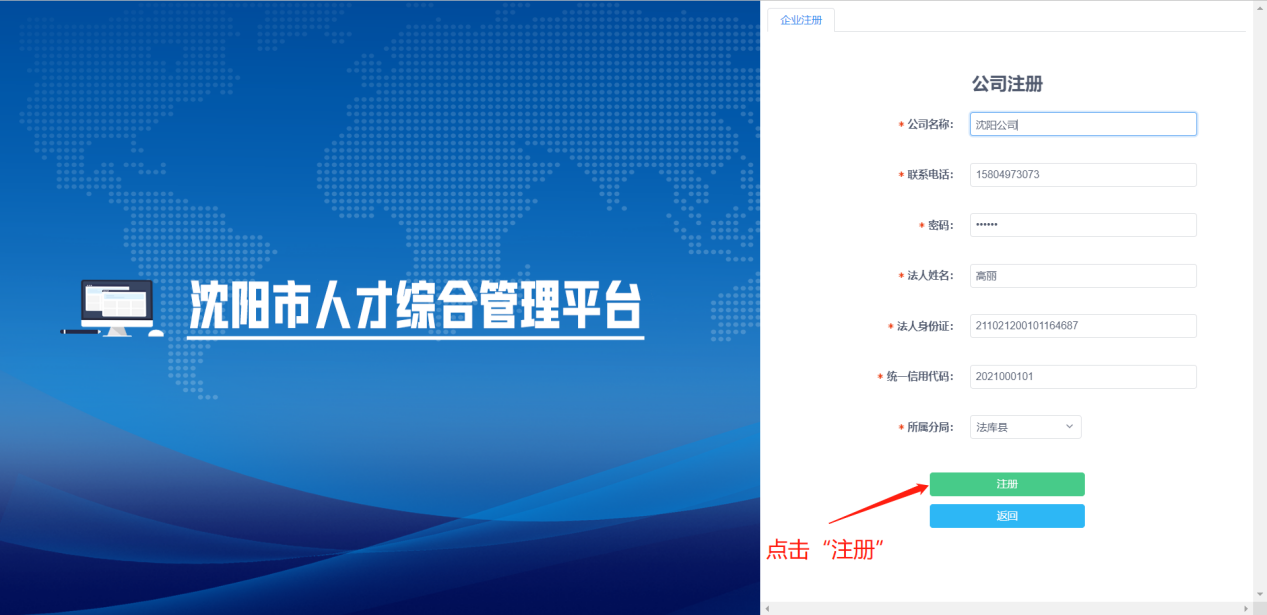 沈阳市人才综合管理平台
企业注册
公司注册
* 公司名称: 沈阳公司
* 联系电话: 15804973073
* 密码: ••••••
* 法人姓名: 高丽
* 法人身份证: 211021200101164687
* 统一信用代码: 2021000101
* 所属分局: 法库县
注册
返回
点击“注册”